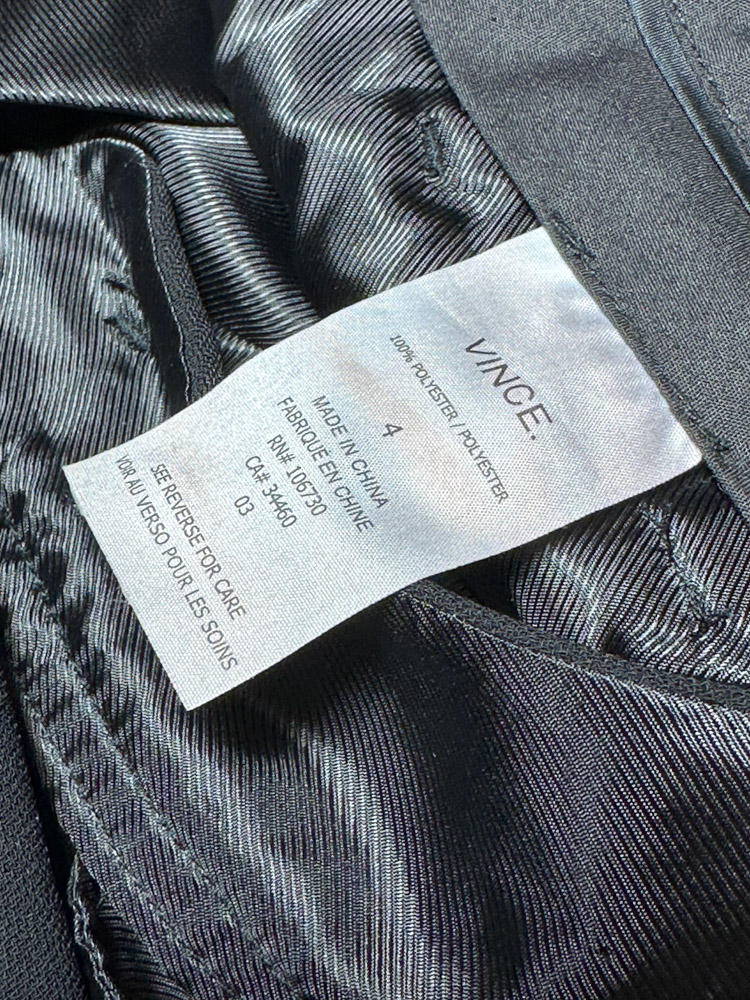 VINCE.
100% POLYESTER / POLYESTER
4
MADE IN CHINA
FABRIQUE EN CHINE
RN# 106730
CA# 34460
03
SEE REVERSE FOR CARE
VOIR AU VERSO POUR LES SOINS